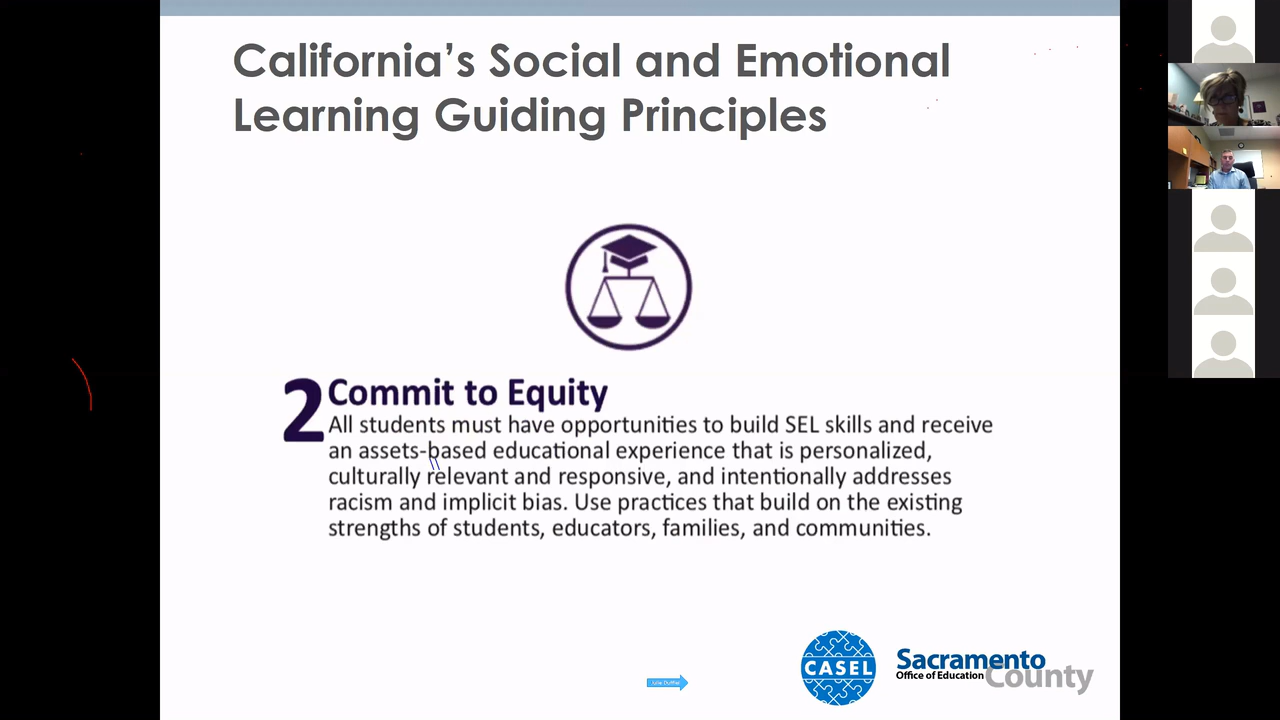 California's Social and Emotional
Learning Guiding Principles
2 Commit to Equity
All students must have opportunities to build SEL skills and receive
an assets-based educational experience that is personalized,
culturally relevant and responsive, and intentionally addresses
racism and implicit bias. Use practices that build on the existing
strengths of students, educators, families, and communities.
CASEL
Sacramento
Office of Education County